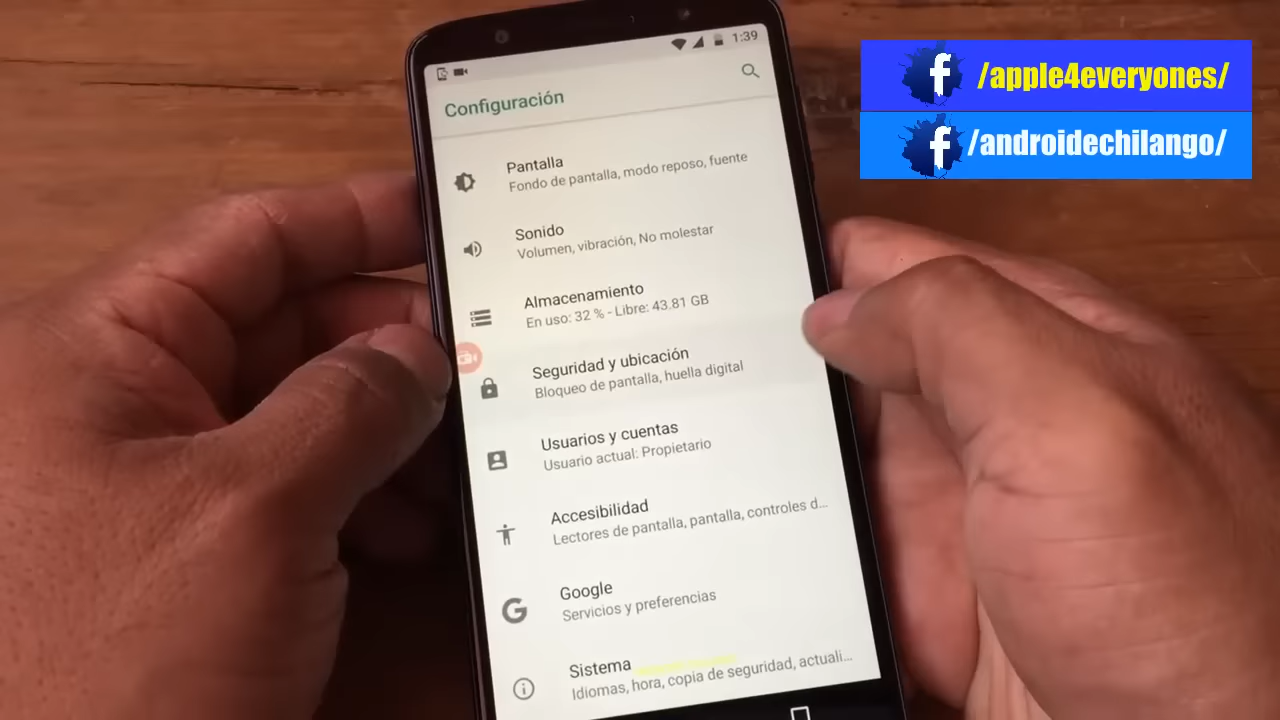 1:39
Configuración
Pantalla
Fondo de pantalla, modo reposo, fuente
Sonido
Volumen, vibración, No molestar
Almacenamiento
En uso: 32 % - Libre: 43.81 GB
Seguridad y ubicación
Bloqueo de pantalla, huella digital
Usuarios y cuentas
Usuario actual: Propietario
Accesibilidad
Lectores de pantalla, pantalla, controles d...
Google
Servicios y preferencias
Sistema
Idiomas, hora, copia de seguridad, actuali...
/apple4everyones/
/androidechilango/